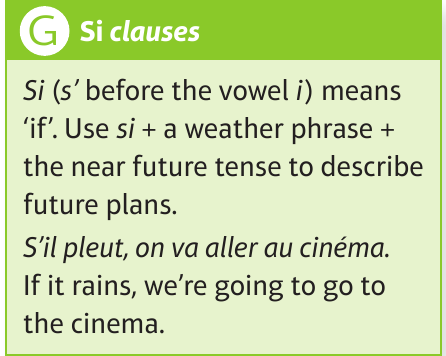 G Si clauses
Si (s’ before the vowel i) means
‘if’. Use si + a weather phrase +
the near future tense to describe
future plans.
S’il pleut, on va aller au cinéma.
If it rains, we’re going to go to
the cinema.